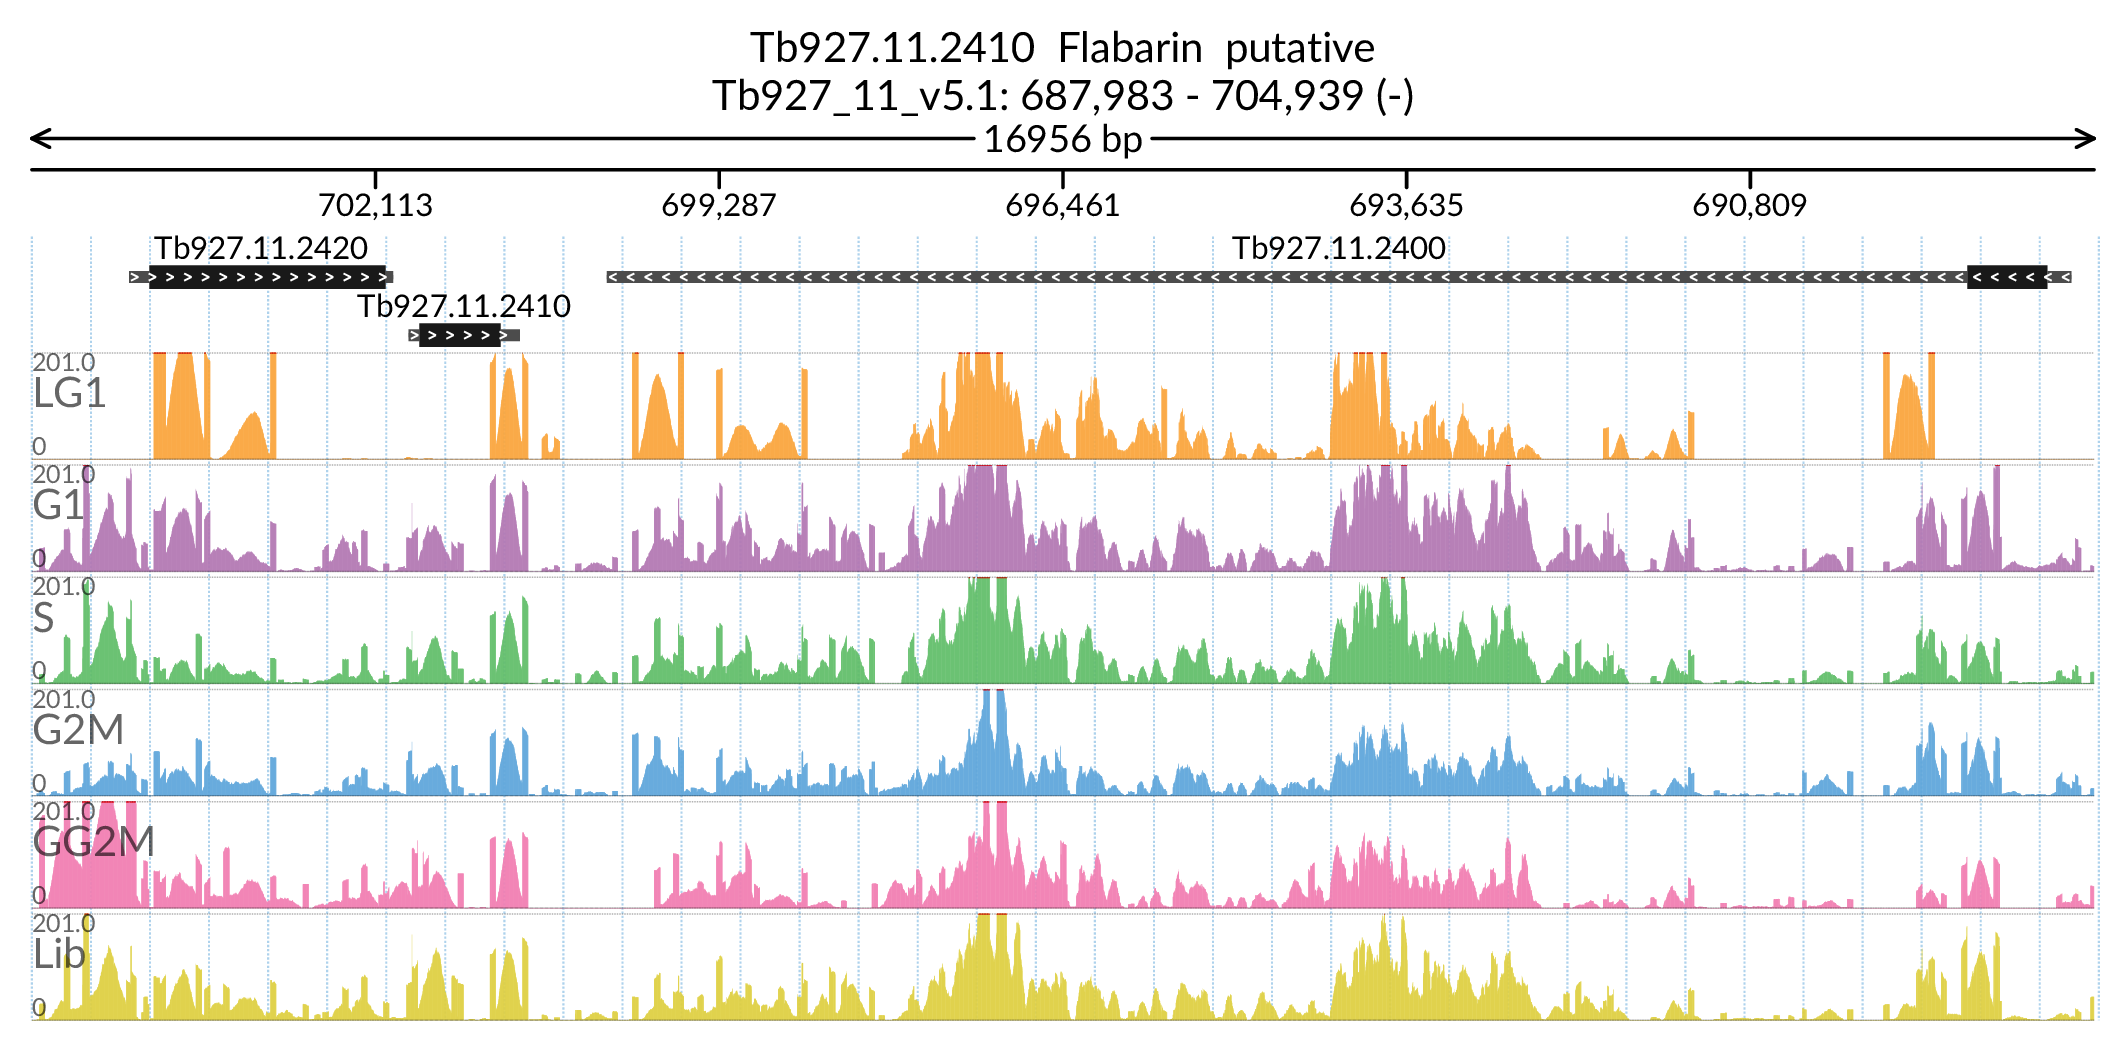 Tb927.11.2410 Flabarin putative
Tb927_11_v5.1: 687,983 - 704,939 (-)
16956 bp
702,113 699,287 696,461 693,635 690,809
Tb927.11.2420 Tb927.11.2400
Tb927.11.2410
201.0
LG1
0
201.0
G1
0
201.0
S
0
201.0
G2M
0
201.0
GG2M
0
201.0
Lib
0